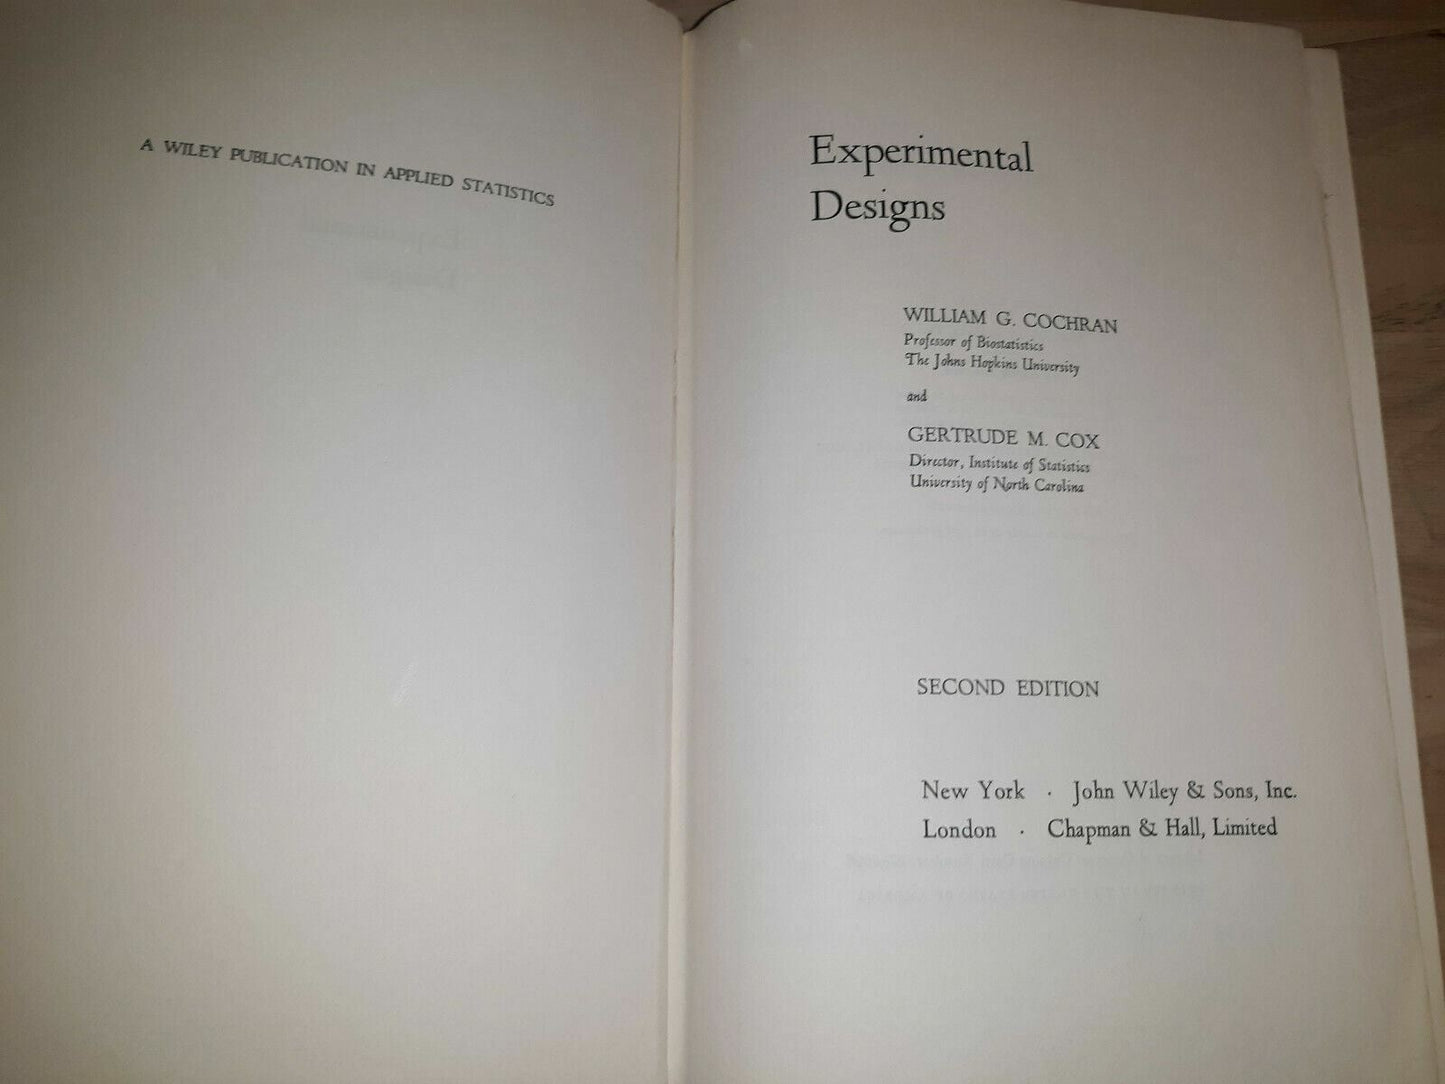 A WILEY PUBLICATION IN APPLIED STATISTICS
Experimental
Designs
WILLIAM G. COCHRAN
Professor of Biostatistics
The Johns Hopkins University
and
GERTRUDE M. COX
Director, Institute of Statistics
University of North Carolina
SECOND EDITION
New York · John Wiley & Sons, Inc.
London · Chapman & Hall, Limited